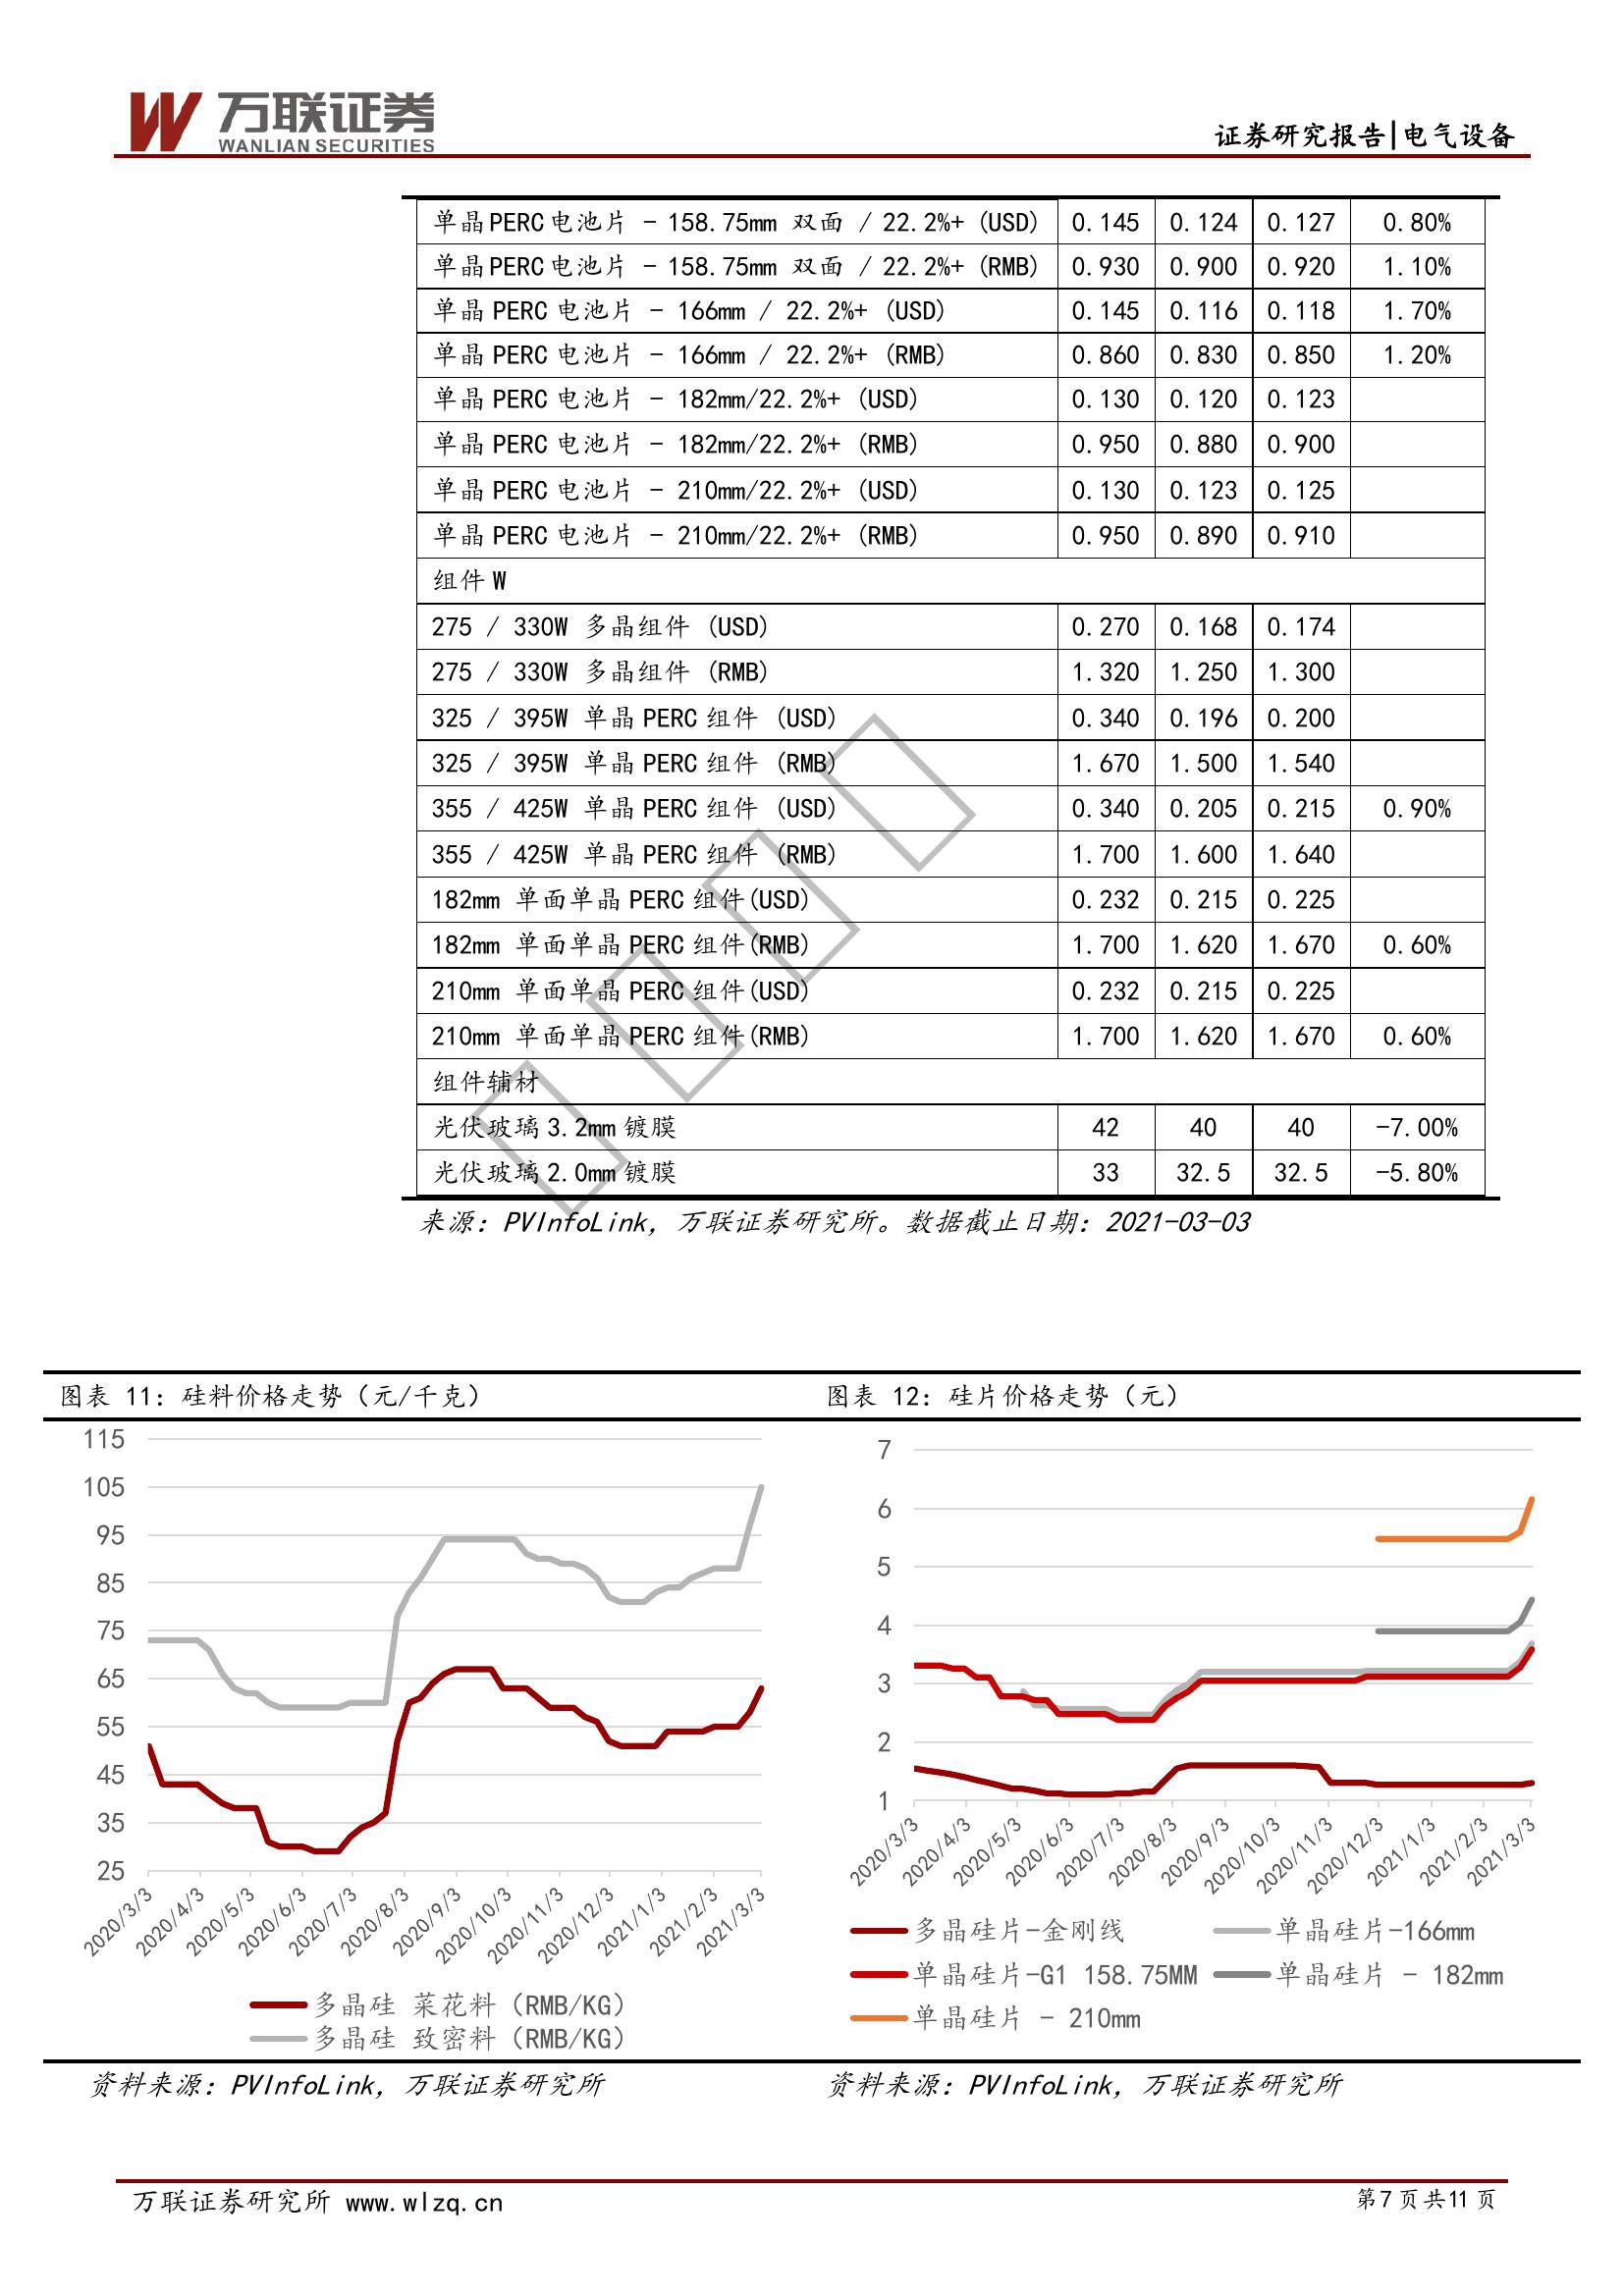 万联证券
WANLIAN SECURITIES
证券研究报告|电气设备
单晶PERC电池片 - 158.75mm 双面 / 22.2%+ (USD) 0.145 0.124 0.127 0.80%
单晶PERC电池片 - 158.75mm 双面 / 22.2%+ (RMB) 0.930 0.900 0.920 1.10%
单晶 PERC 电池片 - 166mm / 22.2%+ (USD) 0.145 0.116 0.118 1.70%
单晶 PERC 电池片 - 166mm / 22.2%+ (RMB) 0.860 0.830 0.850 1.20%
单晶 PERC 电池片 - 182mm/22.2%+ (USD) 0.130 0.120 0.123
单晶 PERC 电池片 - 182mm/22.2%+ (RMB) 0.950 0.880 0.900
单晶 PERC 电池片 - 210mm/22.2%+ (USD) 0.130 0.123 0.125
单晶 PERC 电池片 - 210mm/22.2%+ (RMB) 0.950 0.890 0.910
组件 W
275 / 330W 多晶组件 (USD) 0.270 0.168 0.174
275 / 330W 多晶组件 (RMB) 1.320 1.250 1.300
325 / 395W 单晶 PERC 组件 (USD) 0.340 0.196 0.200
325 / 395W 单晶 PERC 组件 (RMB) 1.670 1.500 1.540
355 / 425W 单晶 PERC 组件 (USD) 0.340 0.205 0.215 0.90%
355 / 425W 单晶 PERC 组件 (RMB) 1.700 1.600 1.640
182mm 单面单晶 PERC 组件(USD) 0.232 0.215 0.225
182mm 单面单晶 PERC 组件(RMB) 1.700 1.620 1.670 0.60%
210mm 单面单晶 PERC 组件(USD) 0.232 0.215 0.225
210mm 单面单晶 PERC 组件(RMB) 1.700 1.620 1.670 0.60%
组件辅材
光伏玻璃 3.2mm 镀膜 42 40 40 -7.00%
光伏玻璃 2.0mm 镀膜 33 32.5 32.5 -5.80%
来源：PVInfoLink，万联证券研究所。数据截止日期：2021-03-03
图表 11：硅料价格走势（元/千克）
115
105
95
85
75
65
55
45
35
25
2020/3/3
2020/4/3
2020/5/3
2020/6/3
2020/7/3
2020/8/3
2020/9/3
2020/10/3
2020/11/3
2020/12/3
2021/1/3
2021/2/3
2021/3/3
多晶硅 菜花料（RMB/KG）
多晶硅 致密料（RMB/KG）
资料来源：PVInfoLink，万联证券研究所
图表 12：硅片价格走势（元）
7
6
5
4
3
2
1
2020/3/3
2020/4/3
2020/5/3
2020/6/3
2020/7/3
2020/8/3
2020/9/3
2020/10/3
2020/11/3
2020/12/3
2021/1/3
2021/2/3
2021/3/3
多晶硅片-金刚线
单晶硅片-166mm
单晶硅片-G1 158.75MM
单晶硅片 - 182mm
单晶硅片 - 210mm
资料来源：PVInfoLink，万联证券研究所
万联证券研究所 www.wlzq.cn
第 7 页 共 11 页